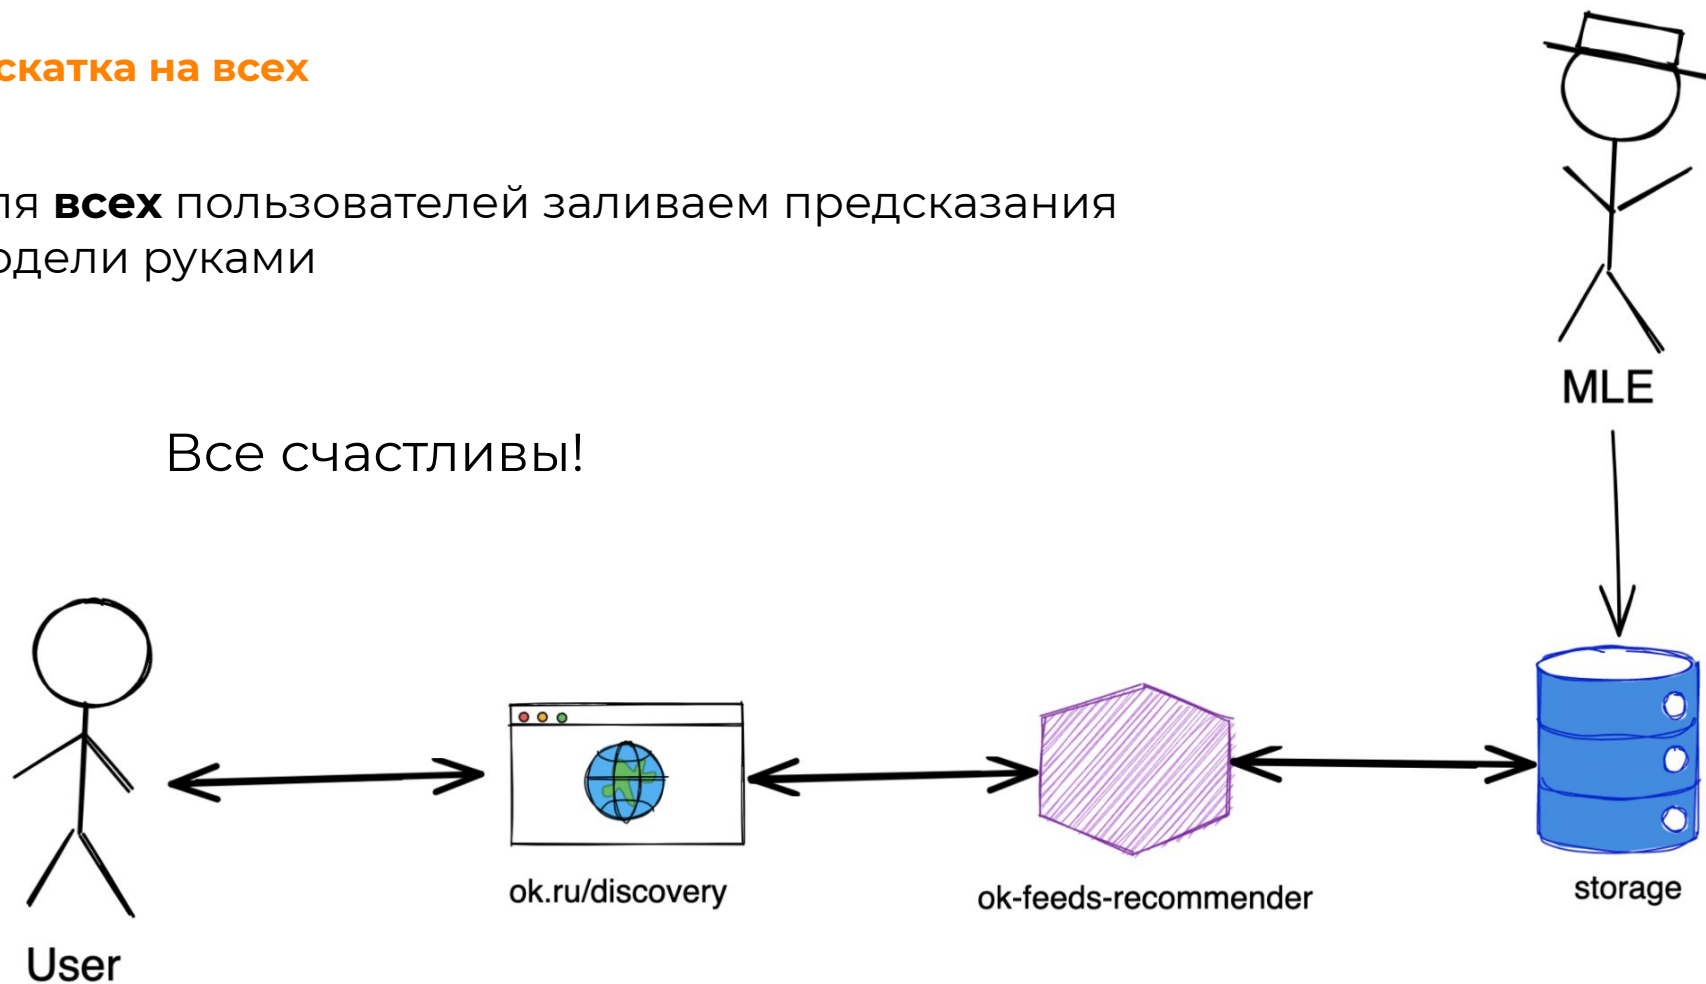 скатка на всех
ля всех пользователей заливаем предсказания
одели руками
Все счастливы!
MLE
ok.ru/discovery
ok-feeds-recommender
storage
User